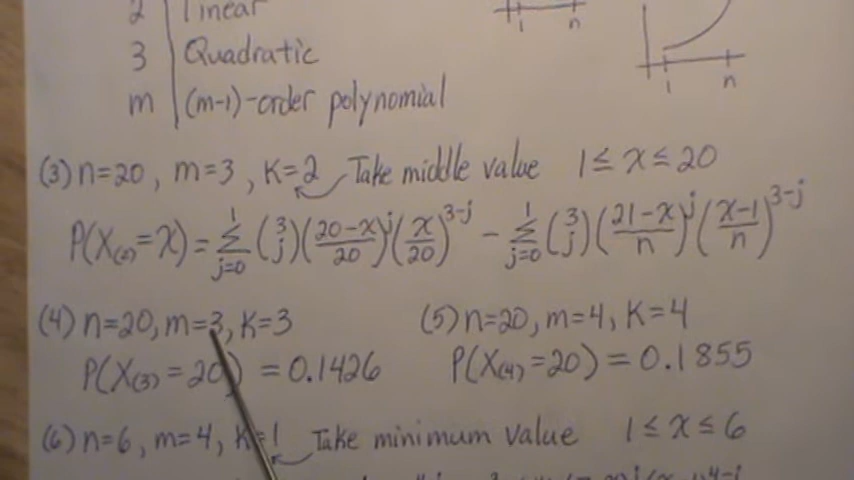 2 | linear
3 | Quadratic
m | (m-1)-order polynomial
1 n
1 n
(3) n=20, m=3, K=2 Take middle value 1 ≤ x ≤ 20
P(X₍₂₎=x) = ∑_{j=0}^{1} (3 j) ((20-x)/20)^j (x/20)^{3-j} - ∑_{j=0}^{1} (3 j) ((21-x)/n)^j ((x-1)/n)^{3-j}
(4) n=20, m=3, K=3 (5) n=20, m=4, K=4
P(X₍₃₎ = 20) = 0.1426 P(X₍₄₎ = 20) = 0.1855
(6) n=6, m=4, K=1 Take minimum value 1 ≤ x ≤ 6